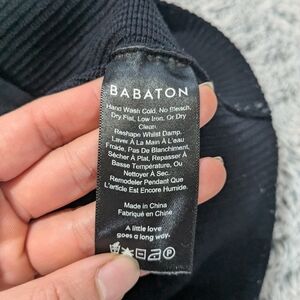 BABATON
Hand Wash Cold, No Bleach,
Dry Flat, Low Iron, Or Dry
Clean.
Reshape Whilst Damp.
Laver À La Main À L'eau
Froide, Pas De Blanchiment,
Sécher À Plat, Repasser À
Basse Température, Ou
Nettoyer À Sec.
Remodeler Pendant Que
L'article Est Encore Humide.
Made in China
Fabriqué en Chine
A little love
goes a long way.